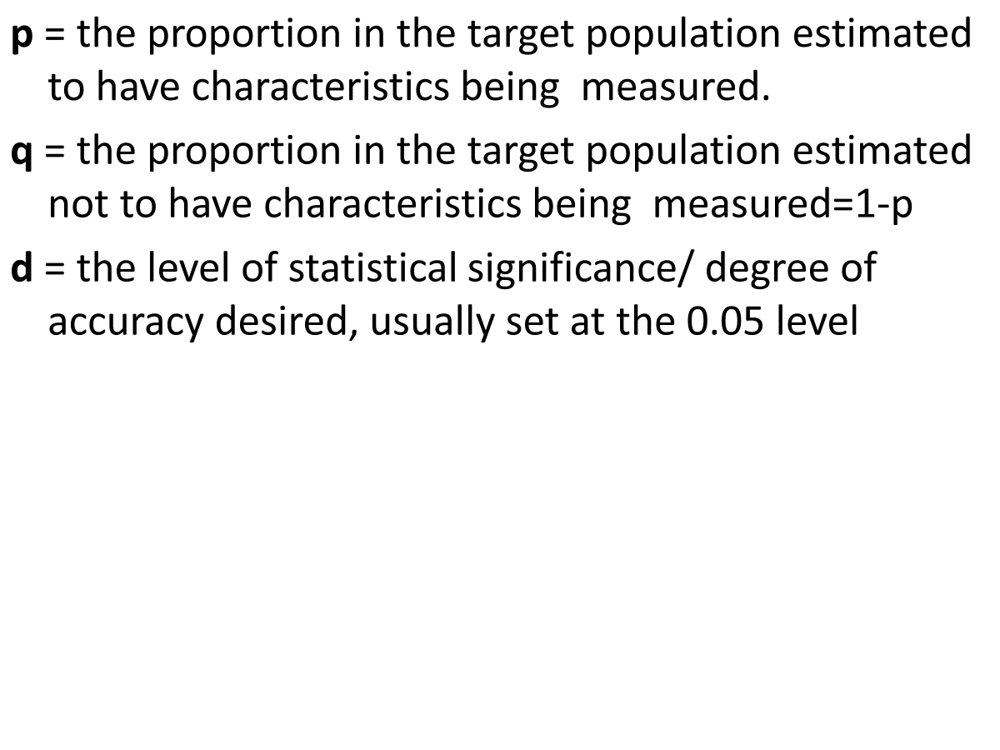 p = the proportion in the target population estimated
to have characteristics being  measured.
q = the proportion in the target population estimated
not to have characteristics being  measured=1-p
d = the level of statistical significance/ degree of
accuracy desired, usually set at the 0.05 level